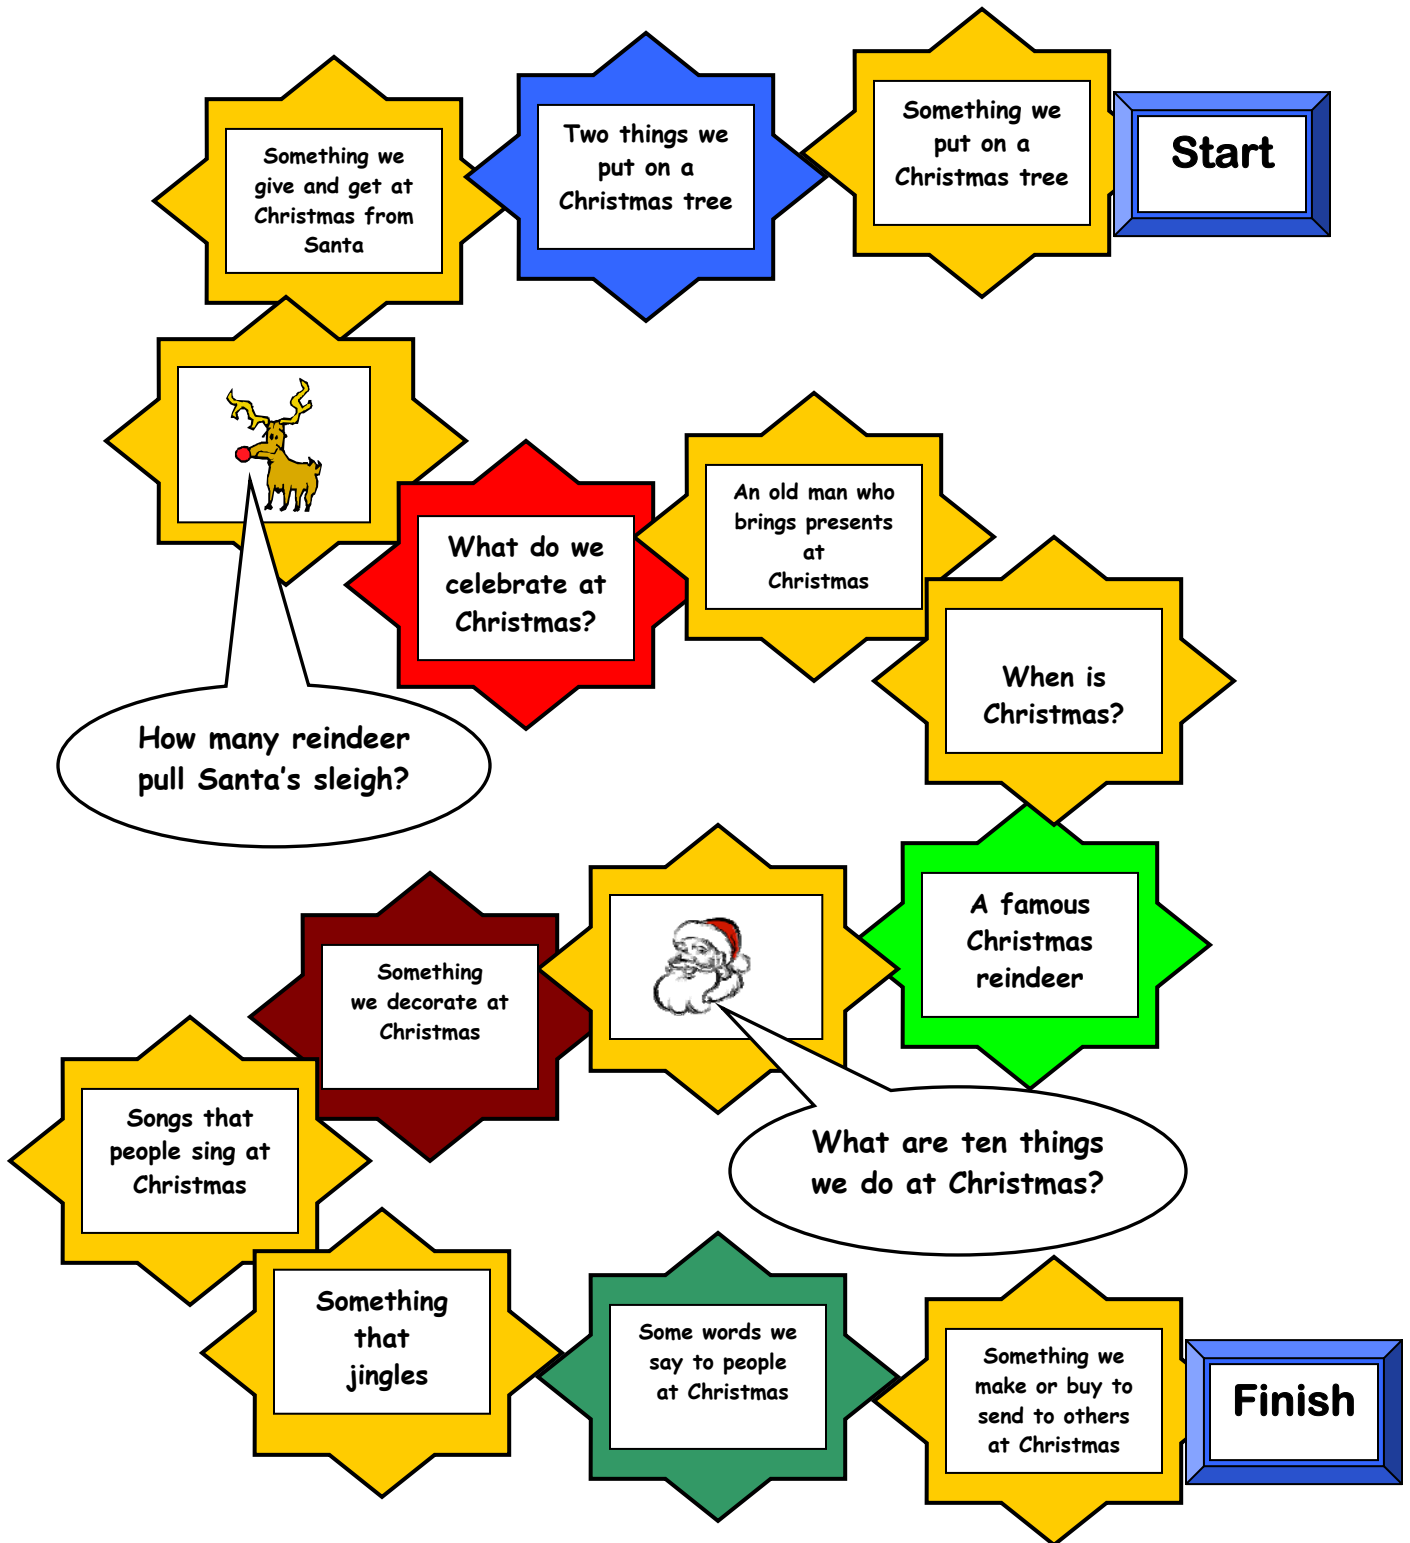 Start
Something we
put on a
Christmas tree
Two things we
put on a
Christmas tree
Something we
give and get at
Christmas from
Santa
How many reindeer
pull Santa's sleigh?
What do we
celebrate at
Christmas?
An old man who
brings presents
at
Christmas
When is
Christmas?
A famous
Christmas
reindeer
What are ten things
we do at Christmas?
Something
we decorate at
Christmas
Songs that
people sing at
Christmas
Something
that
jingles
Some words we
say to people
at Christmas
Something we
make or buy to
send to others
at Christmas
Finish